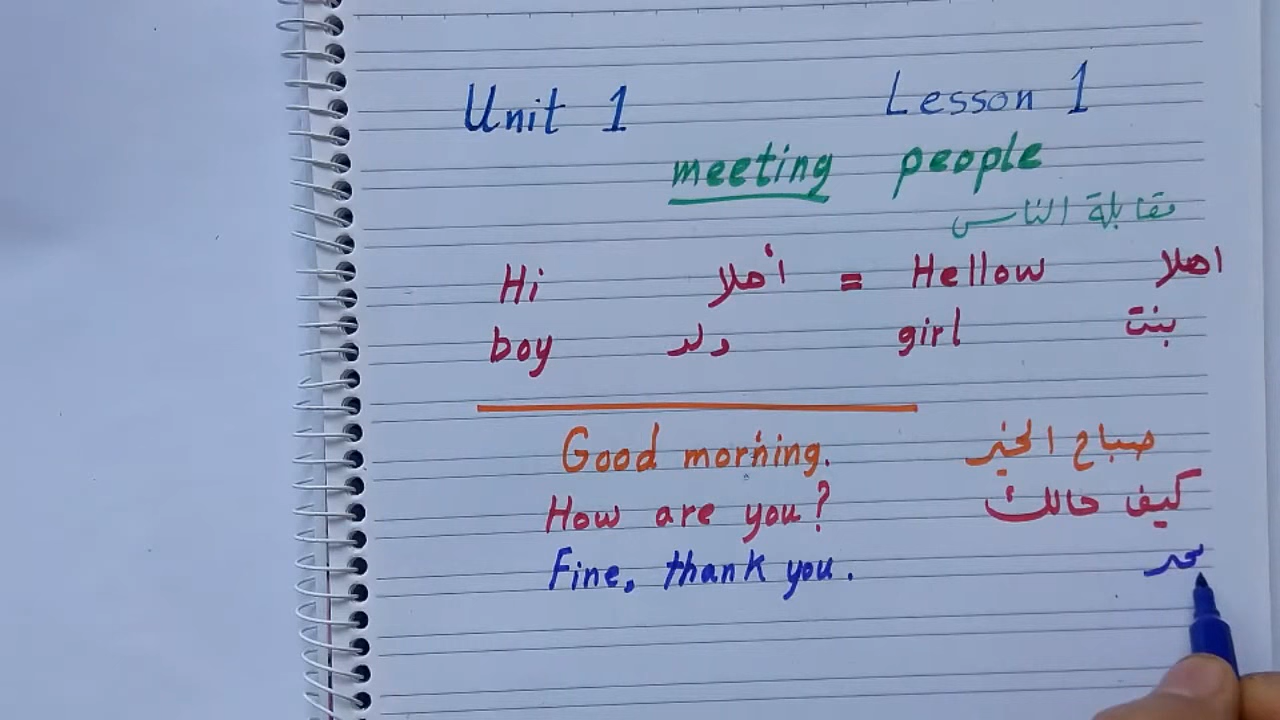 Unit 1 Lesson 1
meeting people
مقابلة الناس
Hi أهلا = Hellow اهلا
boy ولد girl بنت
Good morning. صباح الخير
How are you? كيف حالك
Fine, thank you.